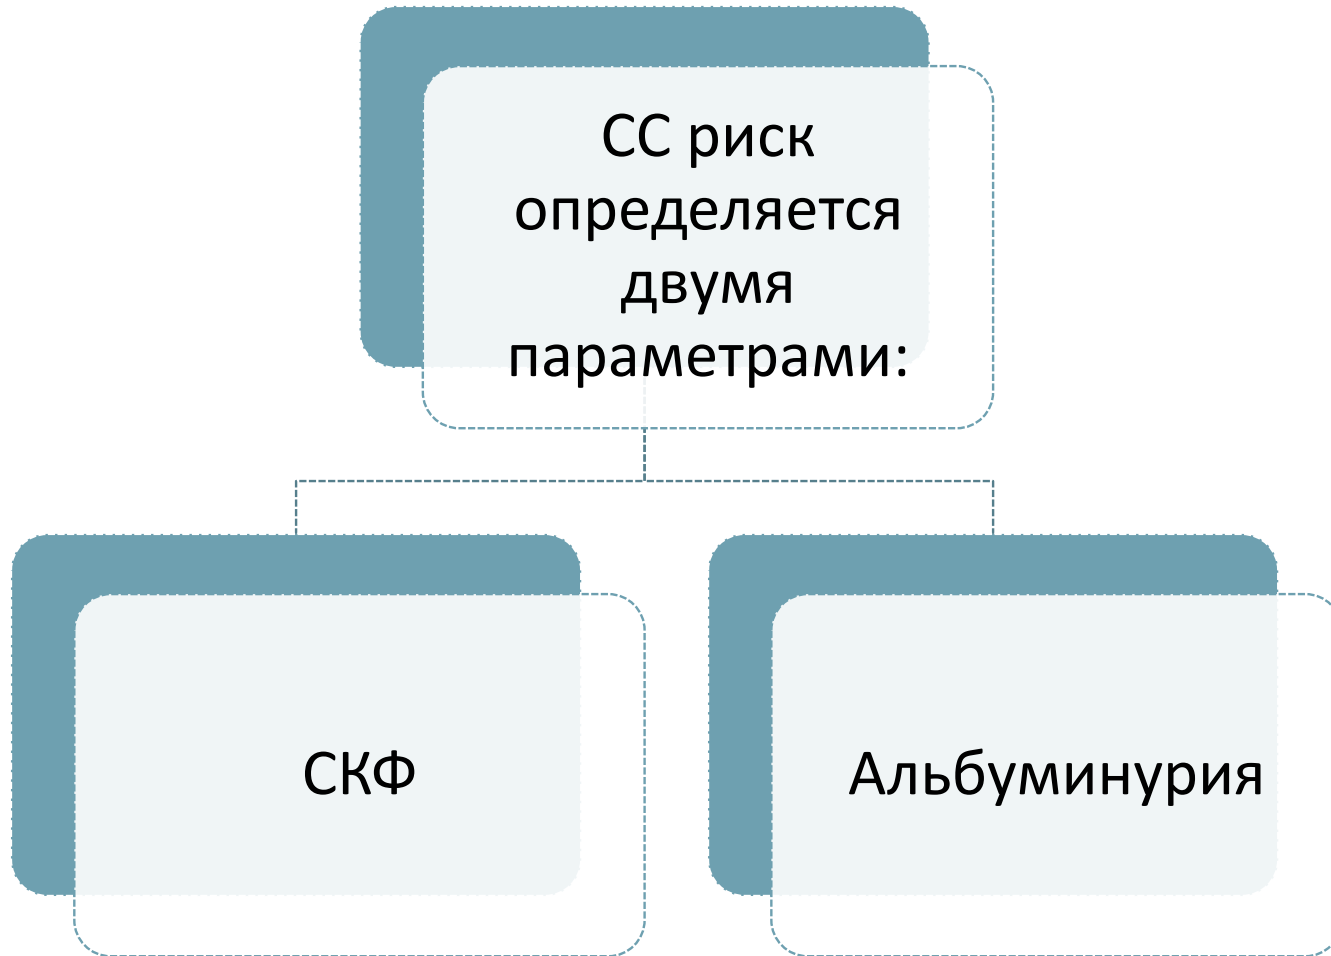 СС риск
определяется
двумя
параметрами:
СКФ
Альбуминурия